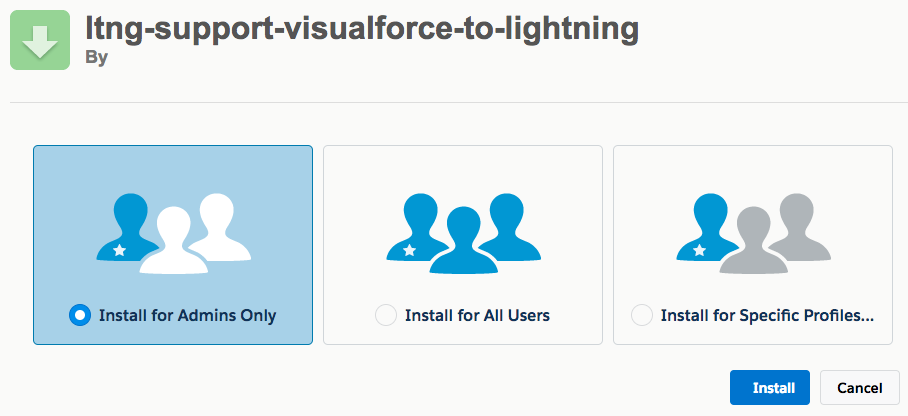 ltng-support-visualforce-to-lightning
By
Install for Admins Only
Install for All Users
Install for Specific Profiles...
Install
Cancel